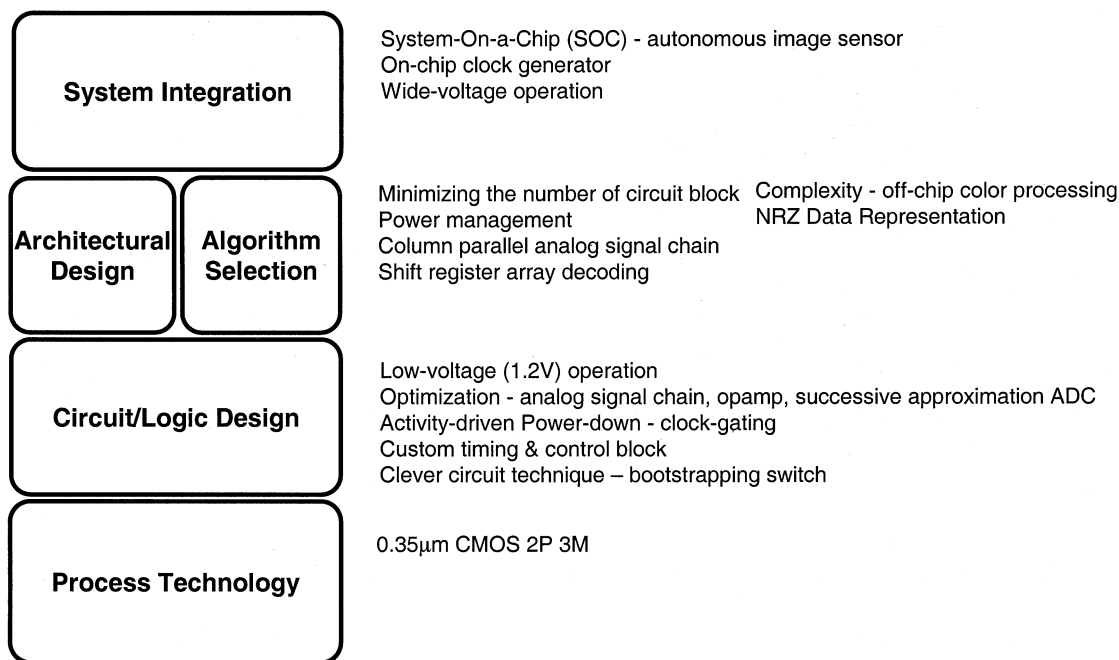 System Integration
System-On-a-Chip (SOC) - autonomous image sensor
On-chip clock generator
Wide-voltage operation
Architectural
Design
Algorithm
Selection
Minimizing the number of circuit block
Power management
Column parallel analog signal chain
Shift register array decoding
Complexity - off-chip color processing
NRZ Data Representation
Circuit/Logic Design
Low-voltage (1.2V) operation
Optimization - analog signal chain, opamp, successive approximation ADC
Activity-driven Power-down - clock-gating
Custom timing & control block
Clever circuit technique – bootstrapping switch
Process Technology
0.35μm CMOS 2P 3M